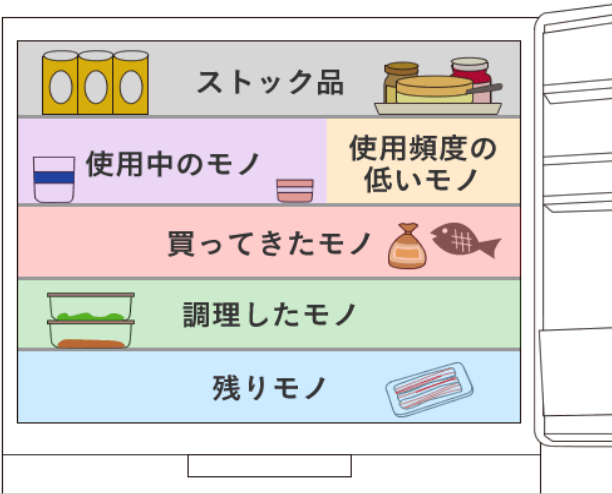 ストック品
使用中のモノ
使用頻度の
低いモノ
買ってきたモノ
調理したモノ
残りモノ